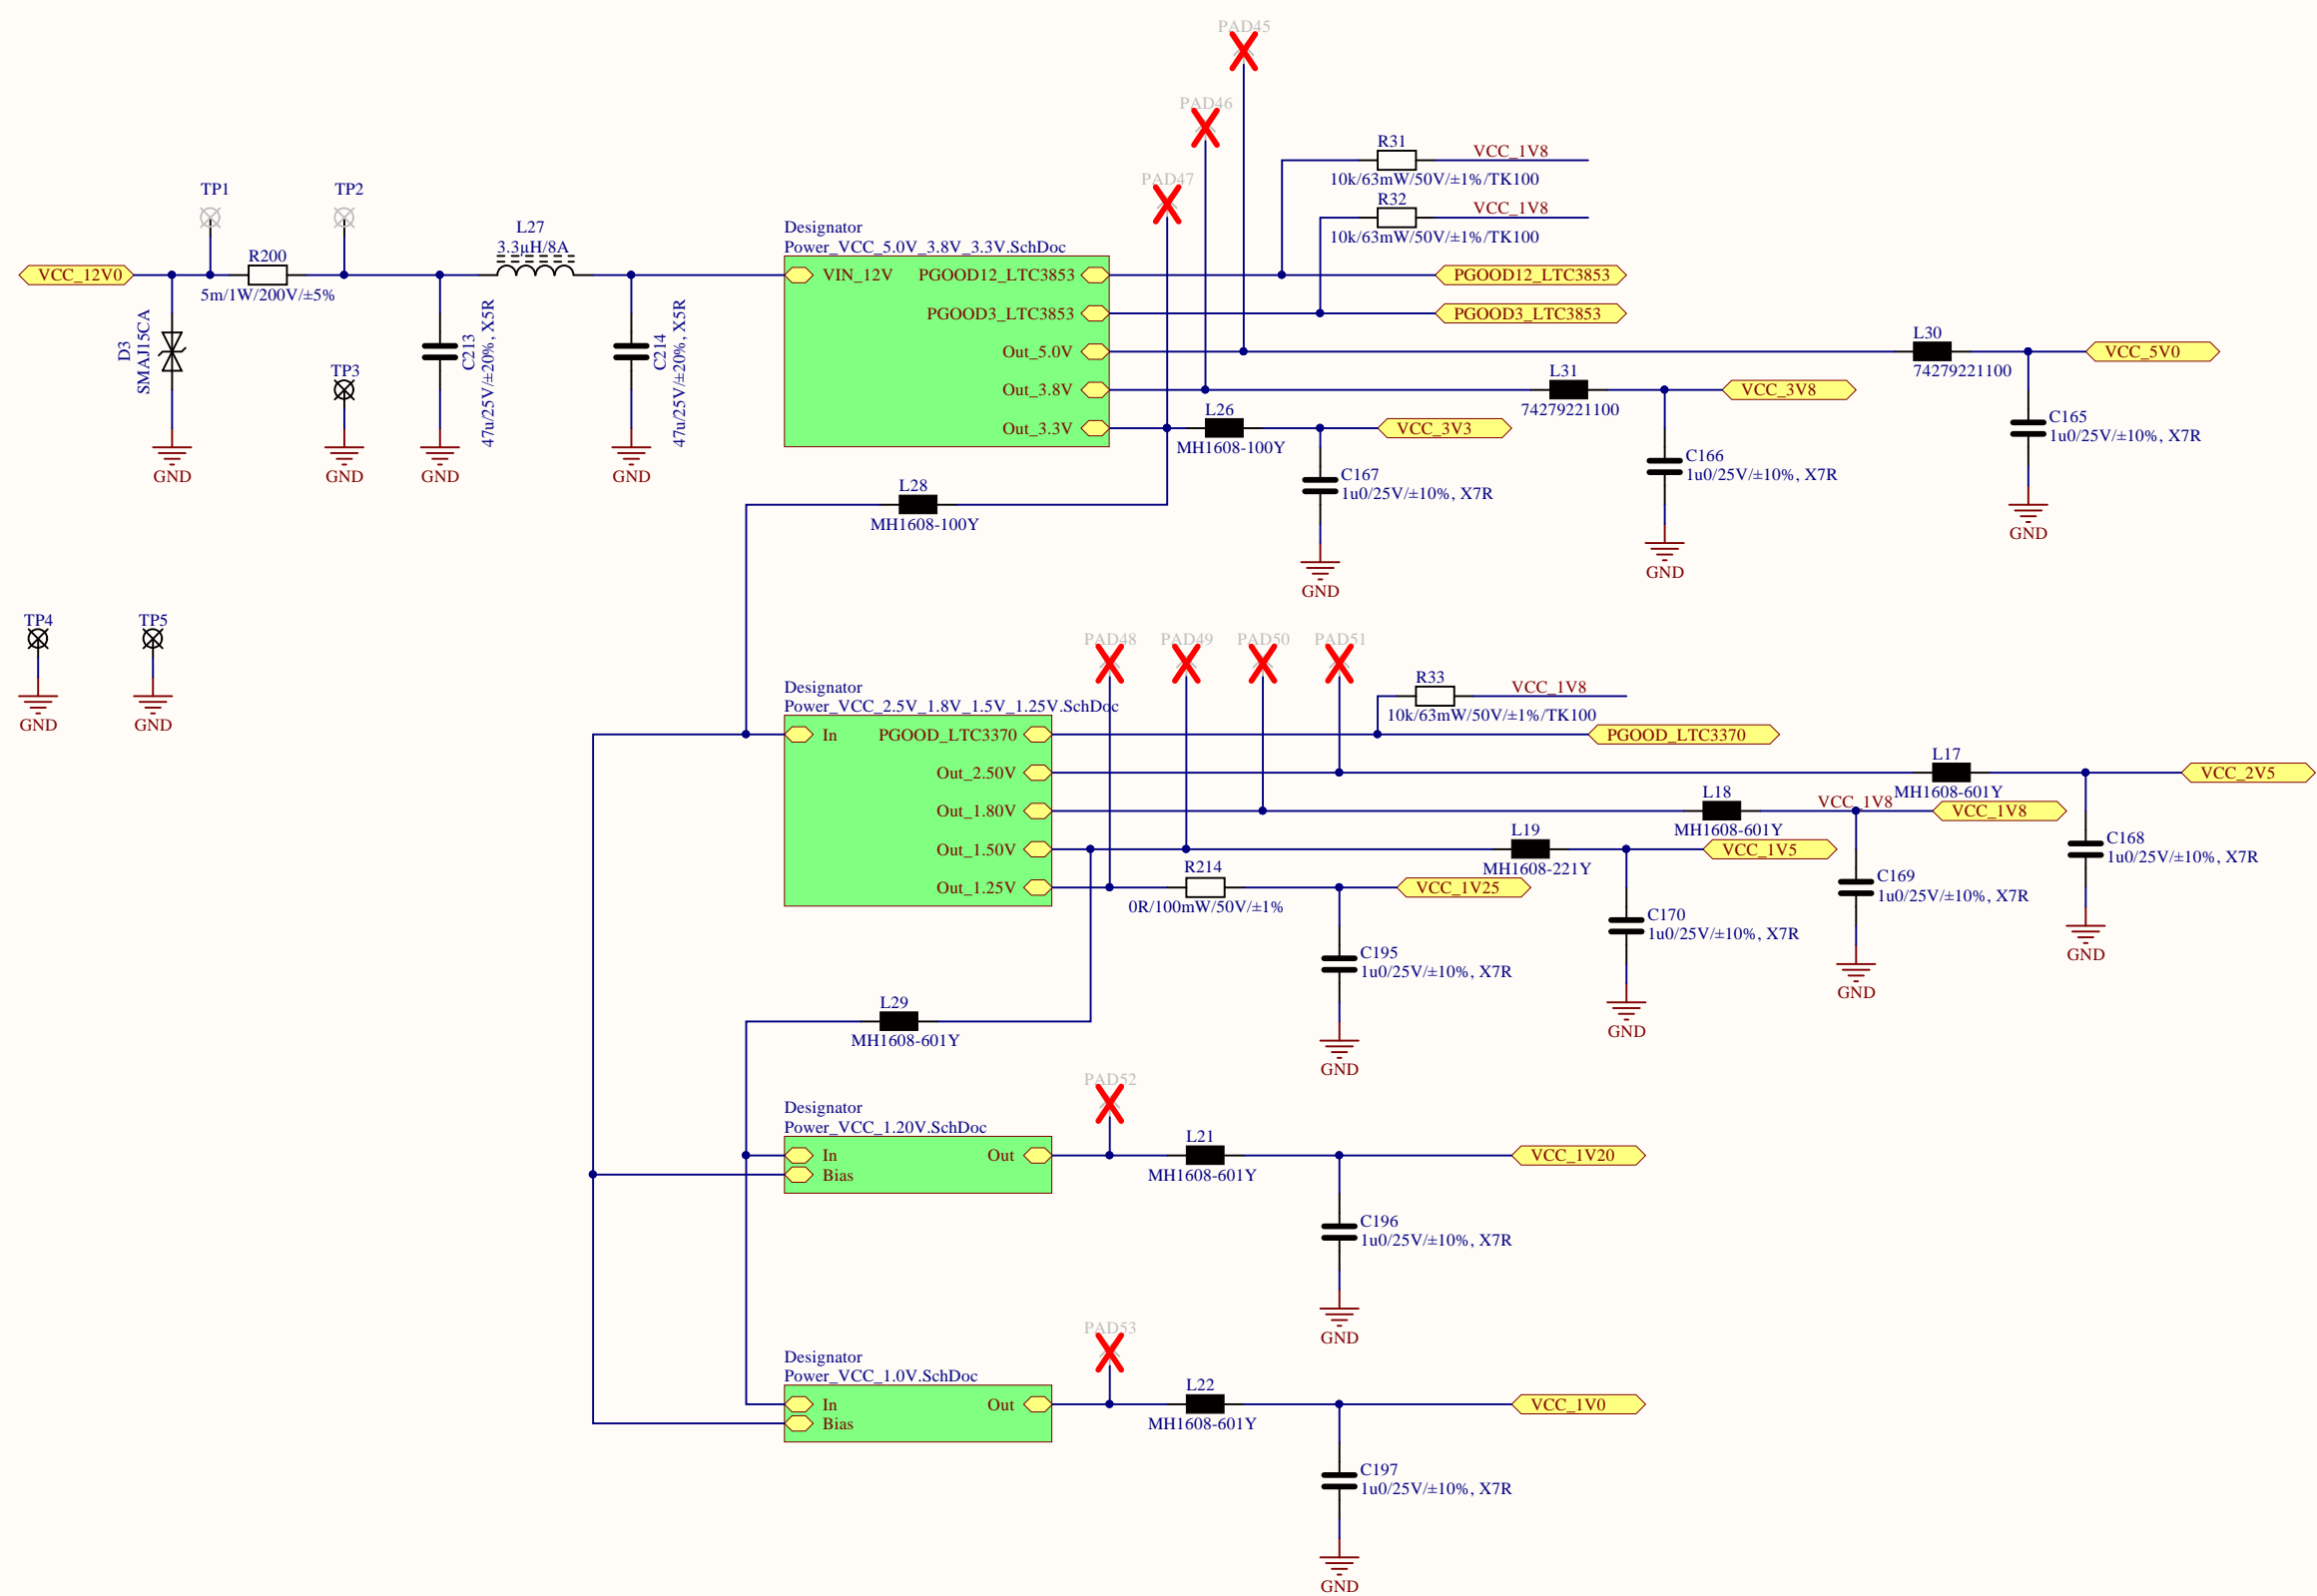 PAD45
PAD46
PAD47
R31
VCC_1V8
10k/63mW/50V/±1%/TK100
R32
VCC_1V8
10k/63mW/50V/±1%/TK100
TP1
TP2
L27
3.3µH/8A
VCC_12V0
R200
5m/1W/200V/±5%
D3
SMAJ15CA
GND
TP3
GND
C213
47u/25V/±20%, X5R
GND
C214
47u/25V/±20%, X5R
GND
Designator
Power_VCC_5.0V_3.8V_3.3V.SchDoc
VIN_12V
PGOOD12_LTC3853
PGOOD3_LTC3853
Out_5.0V
Out_3.8V
Out_3.3V
PGOOD12_LTC3853
PGOOD3_LTC3853
L30
74279221100
VCC_5V0
L31
74279221100
VCC_3V8
L26
MH1608-100Y
VCC_3V3
C165
1u0/25V/±10%, X7R
GND
C166
1u0/25V/±10%, X7R
GND
C167
1u0/25V/±10%, X7R
GND
L28
MH1608-100Y
TP4
GND
TP5
GND
PAD48
PAD49
PAD50
PAD51
R33
VCC_1V8
10k/63mW/50V/±1%/TK100
Designator
Power_VCC_2.5V_1.8V_1.5V_1.25V.SchDoc
In
PGOOD_LTC3370
Out_2.50V
Out_1.80V
Out_1.50V
Out_1.25V
PGOOD_LTC3370
L17
MH1608-601Y
VCC_2V5
L18
MH1608-601Y
VCC_1V8
VCC_1V8
L19
MH1608-221Y
VCC_1V5
R214
0R/100mW/50V/±1%
VCC_1V25
C168
1u0/25V/±10%, X7R
GND
C169
1u0/25V/±10%, X7R
GND
C170
1u0/25V/±10%, X7R
GND
C195
1u0/25V/±10%, X7R
GND
L29
MH1608-601Y
PAD52
Designator
Power_VCC_1.20V.SchDoc
In
Bias
Out
L21
MH1608-601Y
VCC_1V20
C196
1u0/25V/±10%, X7R
GND
PAD53
Designator
Power_VCC_1.0V.SchDoc
In
Bias
Out
L22
MH1608-601Y
VCC_1V0
C197
1u0/25V/±10%, X7R
GND